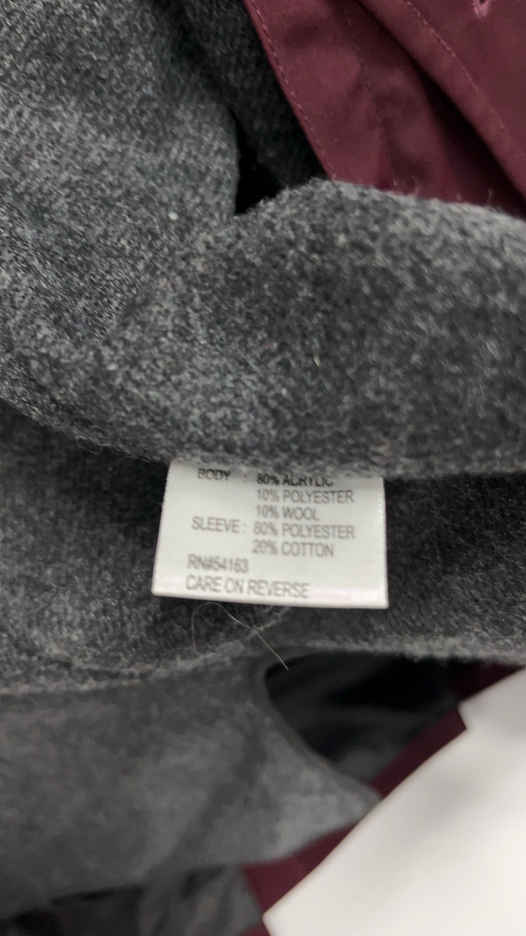 BODY : 80% ACRYLIC
10% POLYESTER
10% WOOL
SLEEVE: 80% POLYESTER
20% COTTON
RN#54163
CARE ON REVERSE